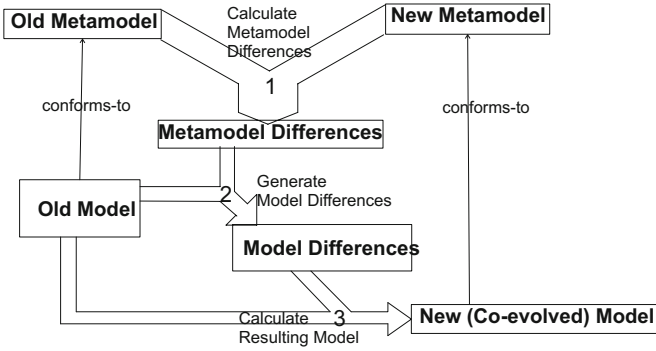 Old Metamodel
Calculate
Metamodel
Differences
New Metamodel
1
conforms-to
conforms-to
Metamodel Differences
2
Generate
Model Differences
Old Model
Model Differences
Calculate
Resulting Model
3
New (Co-evolved) Model